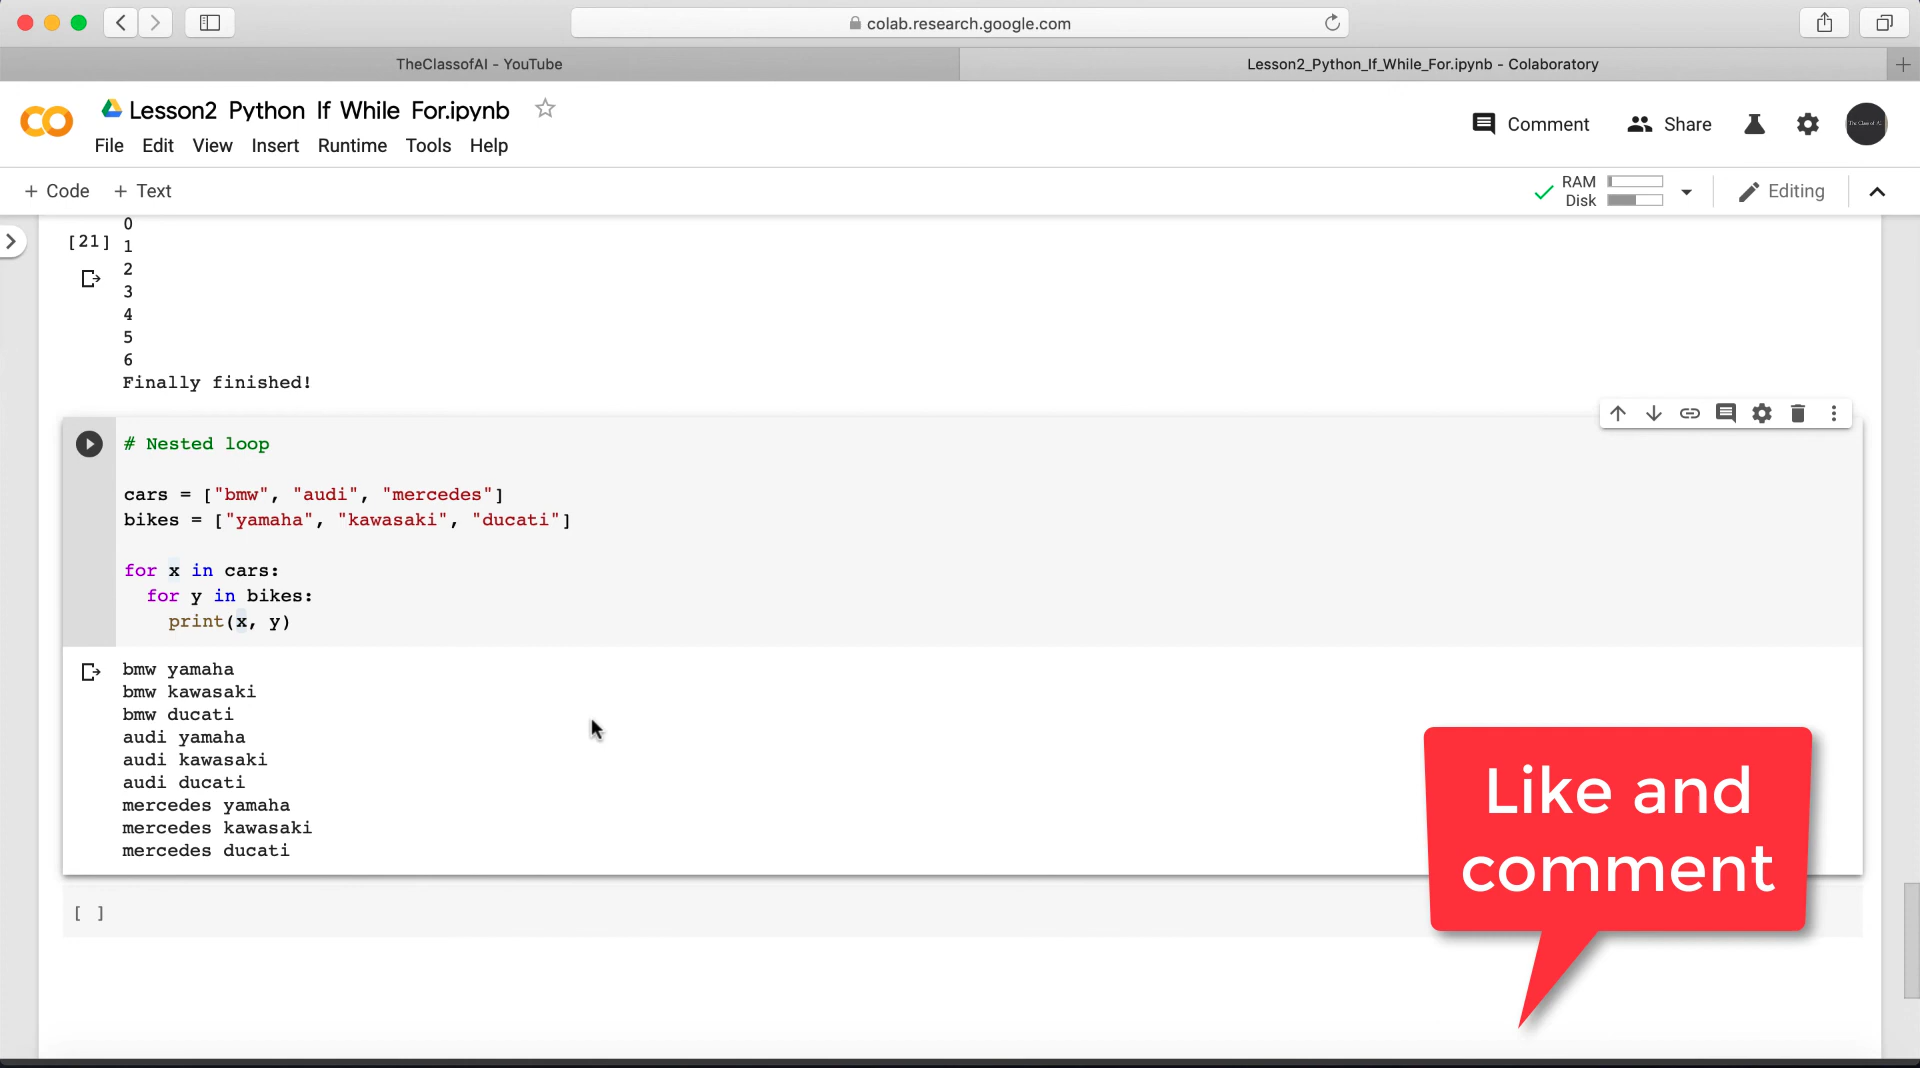 colab.research.google.com
TheClassofAI - YouTube
Lesson2_Python_If_While_For.ipynb - Colaboratory
Lesson2 Python If While For.ipynb
File Edit View Insert Runtime Tools Help
Comment
Share
+ Code + Text
RAM
Disk
Editing
0
[21] 1
2
3
4
5
6
Finally finished!
# Nested loop
cars = ["bmw", "audi", "mercedes"]
bikes = ["yamaha", "kawasaki", "ducati"]
for x in cars:
for y in bikes:
print(x, y)
bmw yamaha
bmw kawasaki
bmw ducati
audi yamaha
audi kawasaki
audi ducati
mercedes yamaha
mercedes kawasaki
mercedes ducati
[ ]
Like and
comment